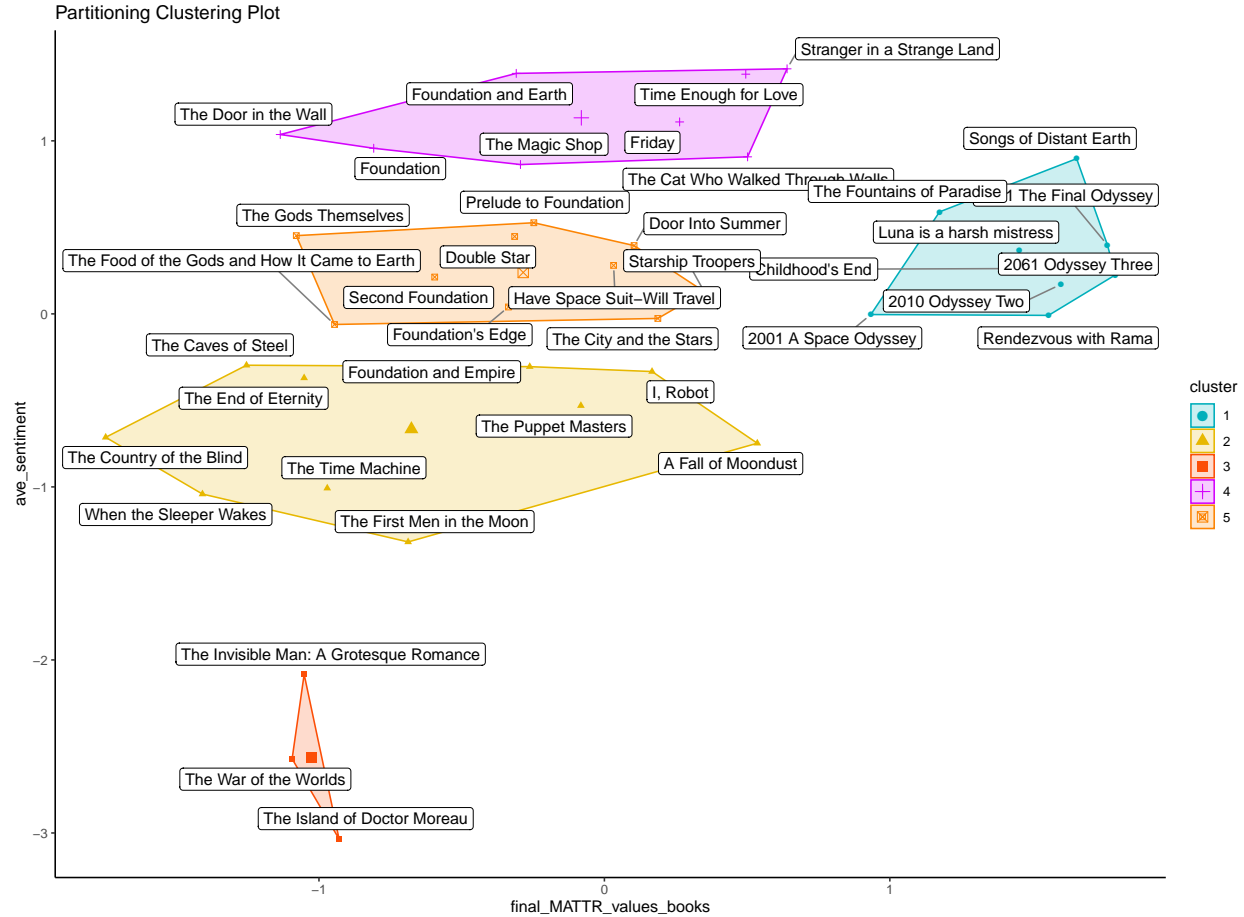 Partitioning Clustering Plot
Stranger in a Strange Land
Foundation and Earth
Time Enough for Love
The Door in the Wall
The Magic Shop
Friday
Songs of Distant Earth
Foundation
The Cat Who Walked Through Walls
The Fountains of Paradise
1 The Final Odyssey
Prelude to Foundation
The Gods Themselves
Door Into Summer
Luna is a harsh mistress
Double Star
The Food of the Gods and How It Came to Earth
Starship Troopers
Childhood's End
2061 Odyssey Three
Second Foundation
Have Space Suit−Will Travel
2010 Odyssey Two
Foundation's Edge
The City and the Stars
2001 A Space Odyssey
Rendezvous with Rama
The Caves of Steel
Foundation and Empire
The End of Eternity
I, Robot
The Puppet Masters
The Country of the Blind
The Time Machine
A Fall of Moondust
When the Sleeper Wakes
The First Men in the Moon
The Invisible Man: A Grotesque Romance
The War of the Worlds
The Island of Doctor Moreau
1
0
−1
−2
−3
ave_sentiment
−1
0
1
final_MATTR_values_books
cluster
1
2
3
4
5